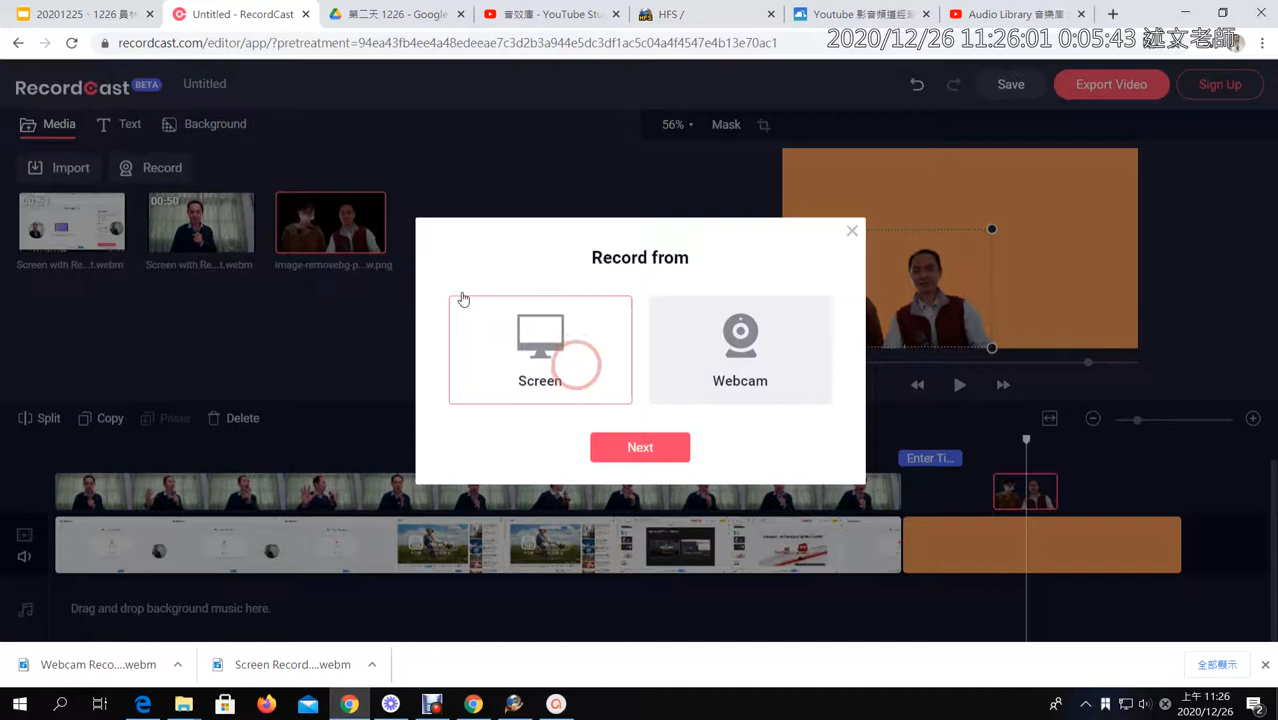 2020/12/26 11:26:01 0:05:43 述文老師
20201225、1226 員林
Untitled - RecordCast
第二天 1226 - Google
音效庫 - YouTube Stu
HFS /
Youtube 影音頻道經
Audio Library 音樂庫
recordcast.com/editor/app/?pretreatment=94ea43fb4ee4a48edeeae7c3d2b3a944e5dc3df1ac5c04a4f4547e4b13e70ac1
RecordCast BETA
Untitled
Save
Export Video
Sign Up
Media
Text
Background
56%
Mask
Import
Record
00:51
00:50
Screen with Re...t.webm
Screen with Re...t.webm
image-removebg-p...w.png
Record from
Screen
Webcam
Next
Split
Copy
Paste
Delete
Enter Ti...
Drag and drop background music here.
Webcam Reco....webm
Screen Record....webm
全部顯示
上午 11:26
2020/12/26
2